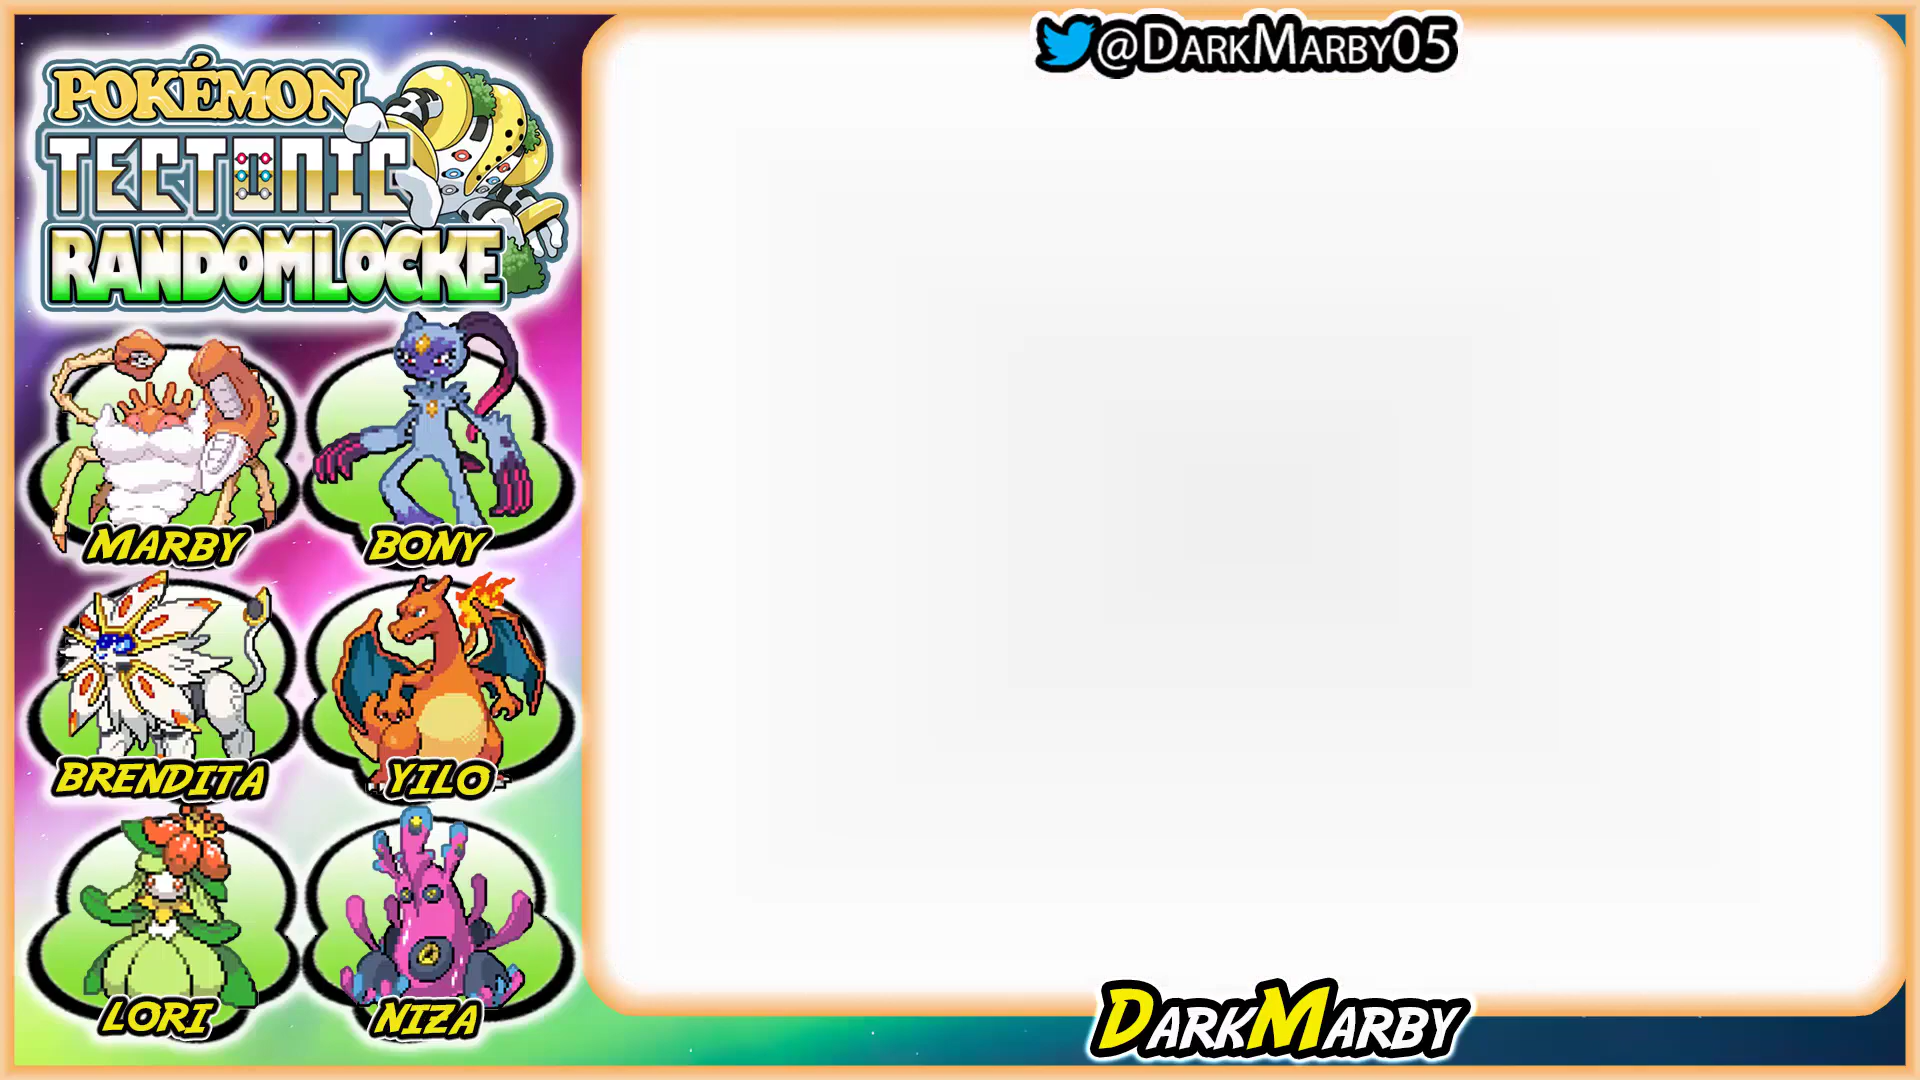 POKÉMON
TECTONIC
RANDOMLOCKE
MARBY
BONY
BRENDITA
YILO
LORI
NIZA
@DARKMARBY05
DARKMARBY